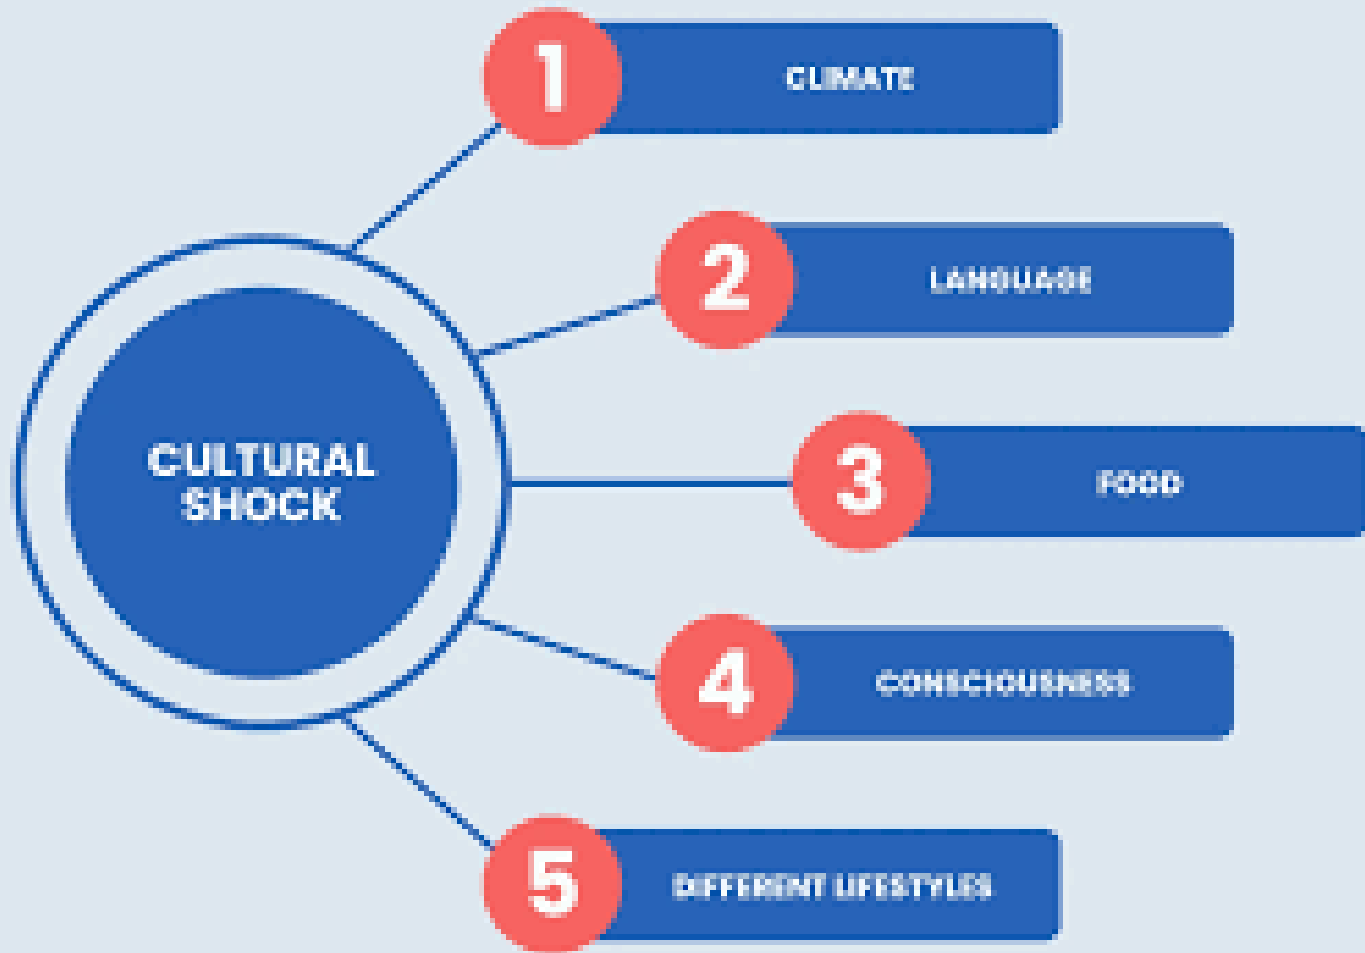 1
CLIMATE
2
LANGUAGE
CULTURAL
SHOCK
3
FOOD
4
CONSCIOUSNESS
5
DIFFERENT LIFESTYLES